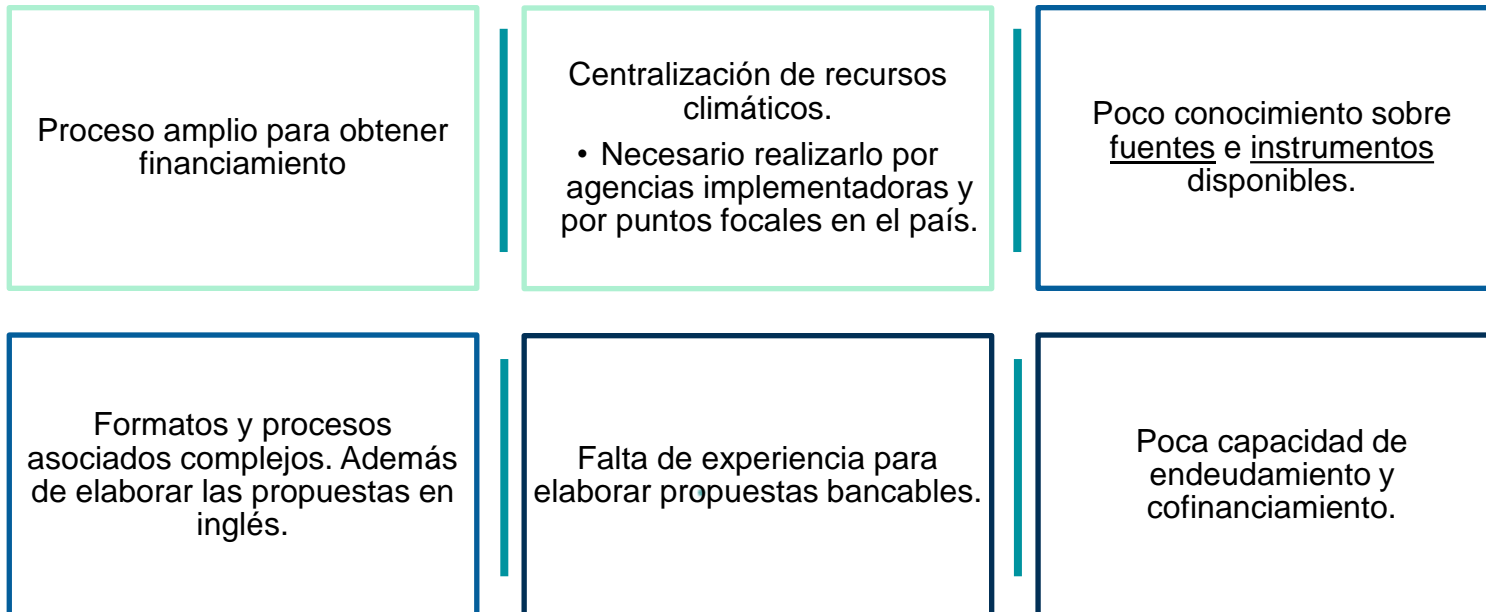 Proceso amplio para obtener
financiamiento
Centralización de recursos
climáticos.
• Necesario realizarlo por
agencias implementadoras y
por puntos focales en el país.
Poco conocimiento sobre
fuentes e instrumentos
disponibles.
Formatos y procesos
asociados complejos. Además
de elaborar las propuestas en
inglés.
Falta de experiencia para
elaborar propuestas bancables.
Poca capacidad de
endeudamiento y
cofinanciamiento.